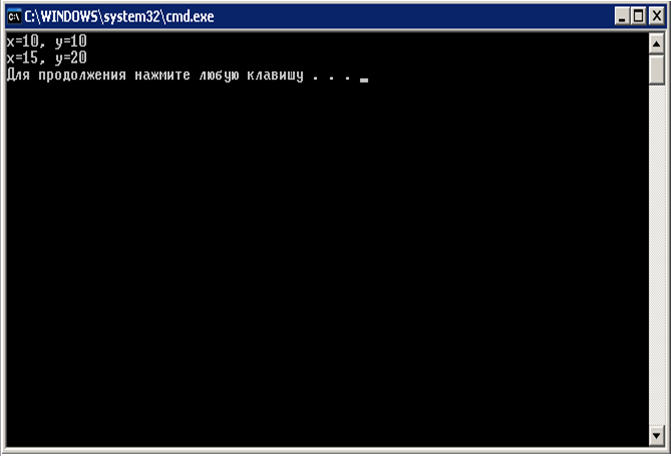 C:\WINDOWS\system32\cmd.exe
x=10, y=10
x=15, y=20
Для продолжения нажмите любую клавишу . . .